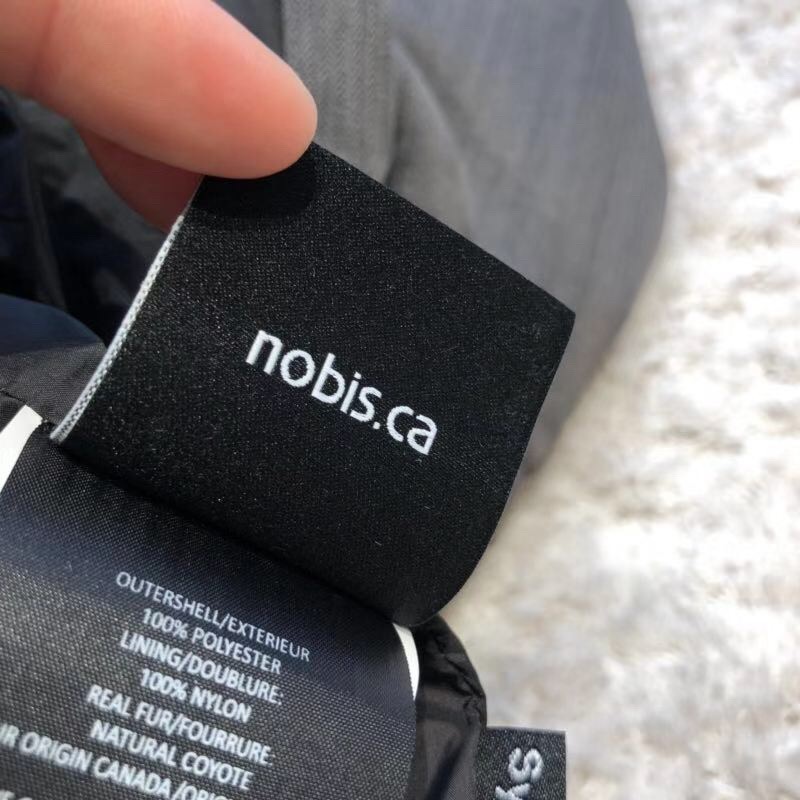 nobis.ca
OUTERSHELL/EXTERIEUR
100% POLYESTER
LINING/DOUBLURE:
100% NYLON
REAL FUR/FOURRURE
NATURAL COYOTE
ORIGIN CANADA/